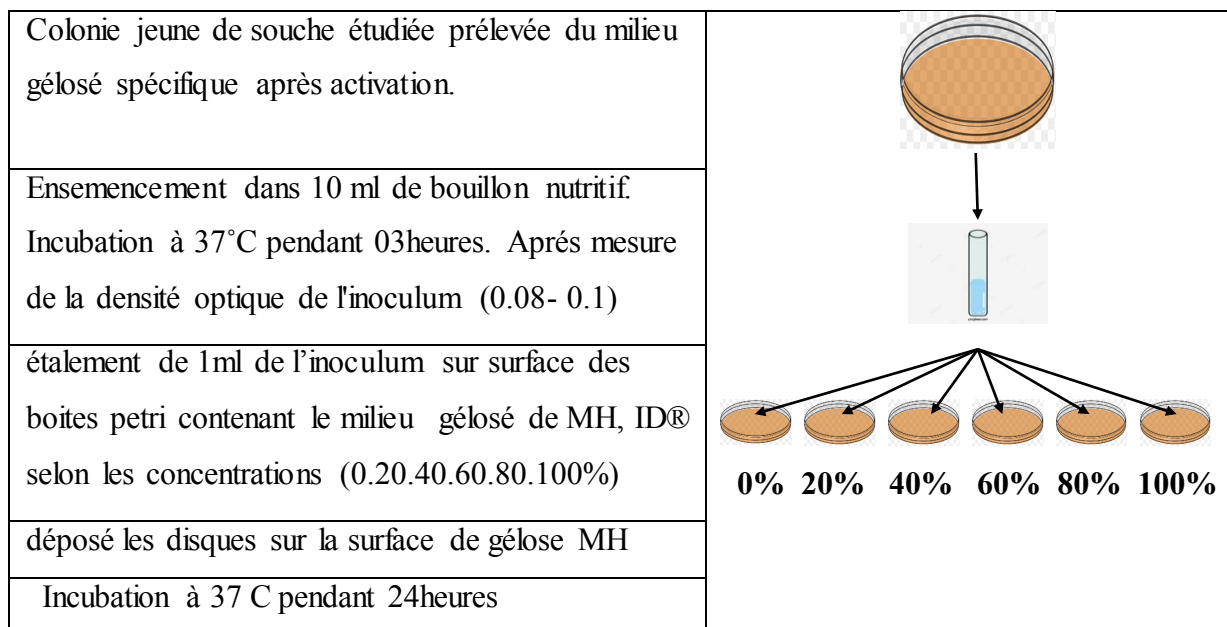 Colonie jeune de souche étudiée prélevée du milieu
gélosé spécifique après activation.
Ensemencement dans 10 ml de bouillon nutritif.
Incubation à 37˚C pendant 03heures. Aprés mesure
de la densité optique de l'inoculum (0.08- 0.1)
étalement de 1ml de l’inoculum sur surface des
boites petri contenant le milieu gélosé de MH, ID®
selon les concentrations (0.20.40.60.80.100%)
déposé les disques sur la surface de gélose MH
Incubation à 37 C pendant 24heures
0% 20% 40% 60% 80% 100%